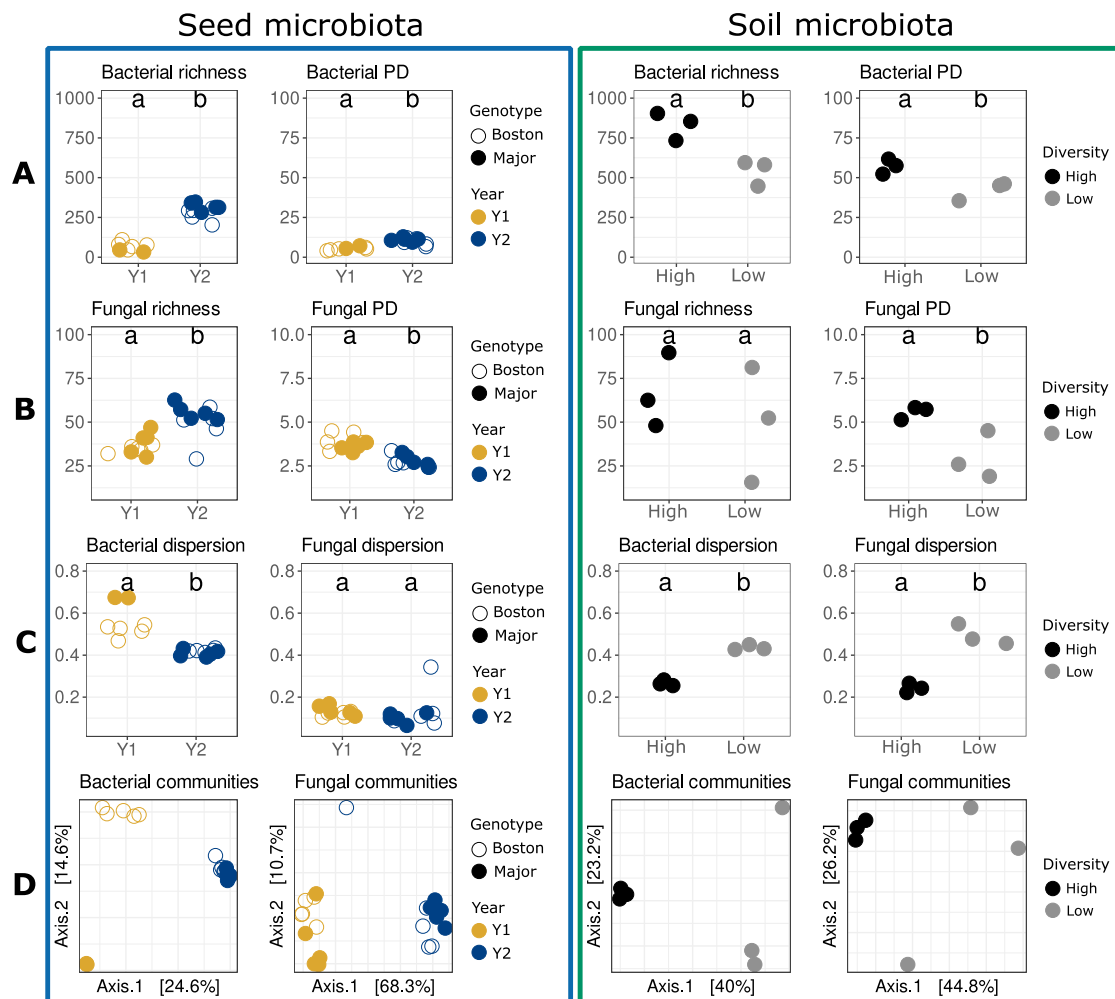 Seed microbiota
Soil microbiota
A
Bacterial richness
1000
750
500
250
0
a
b
Y1
Y2
Bacterial PD
100
75
50
25
0
a
b
Y1
Y2
Genotype
Boston
Major
Year
Y1
Y2
Bacterial richness
1000
750
500
250
0
a
b
High
Low
Bacterial PD
100
75
50
25
0
a
b
High
Low
Diversity
High
Low
B
Fungal richness
100
75
50
25
a
b
Y1
Y2
Fungal PD
10.0
7.5
5.0
2.5
a
b
Y1
Y2
Genotype
Boston
Major
Year
Y1
Y2
Fungal richness
100
75
50
25
a
a
High
Low
Fungal PD
10.0
7.5
5.0
2.5
a
b
High
Low
Diversity
High
Low
C
Bacterial dispersion
0.8
0.6
0.4
0.2
a
b
Y1
Y2
Fungal dispersion
0.8
0.6
0.4
0.2
a
a
Y1
Y2
Genotype
Boston
Major
Year
Y1
Y2
Bacterial dispersion
0.8
0.6
0.4
0.2
a
b
High
Low
Fungal dispersion
0.8
0.6
0.4
0.2
a
b
High
Low
Diversity
High
Low
D
Bacterial communities
Axis.2 [14.6%]
Axis.1 [24.6%]
Fungal communities
Axis.2 [10.7%]
Axis.1 [68.3%]
Genotype
Boston
Major
Year
Y1
Y2
Bacterial communities
Axis.2 [23.2%]
Axis.1 [40%]
Fungal communities
Axis.2 [26.2%]
Axis.1 [44.8%]
Diversity
High
Low